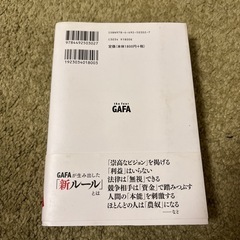 9784492503027
1923034018005
ISBN978-4-492-50302-7
C0034 ¥1800E
定価（本体1800円＋税）
the four
GAFA
GAFAが生み出した
「新ルール」
とは
「崇高なビジョン」を掲げる
「利益」はいらない
法律は「無視」できる
競争相手は「資金」で踏みつぶす
人間の「本能」を刺激する
ほとんどの人は「農奴」になる
――など